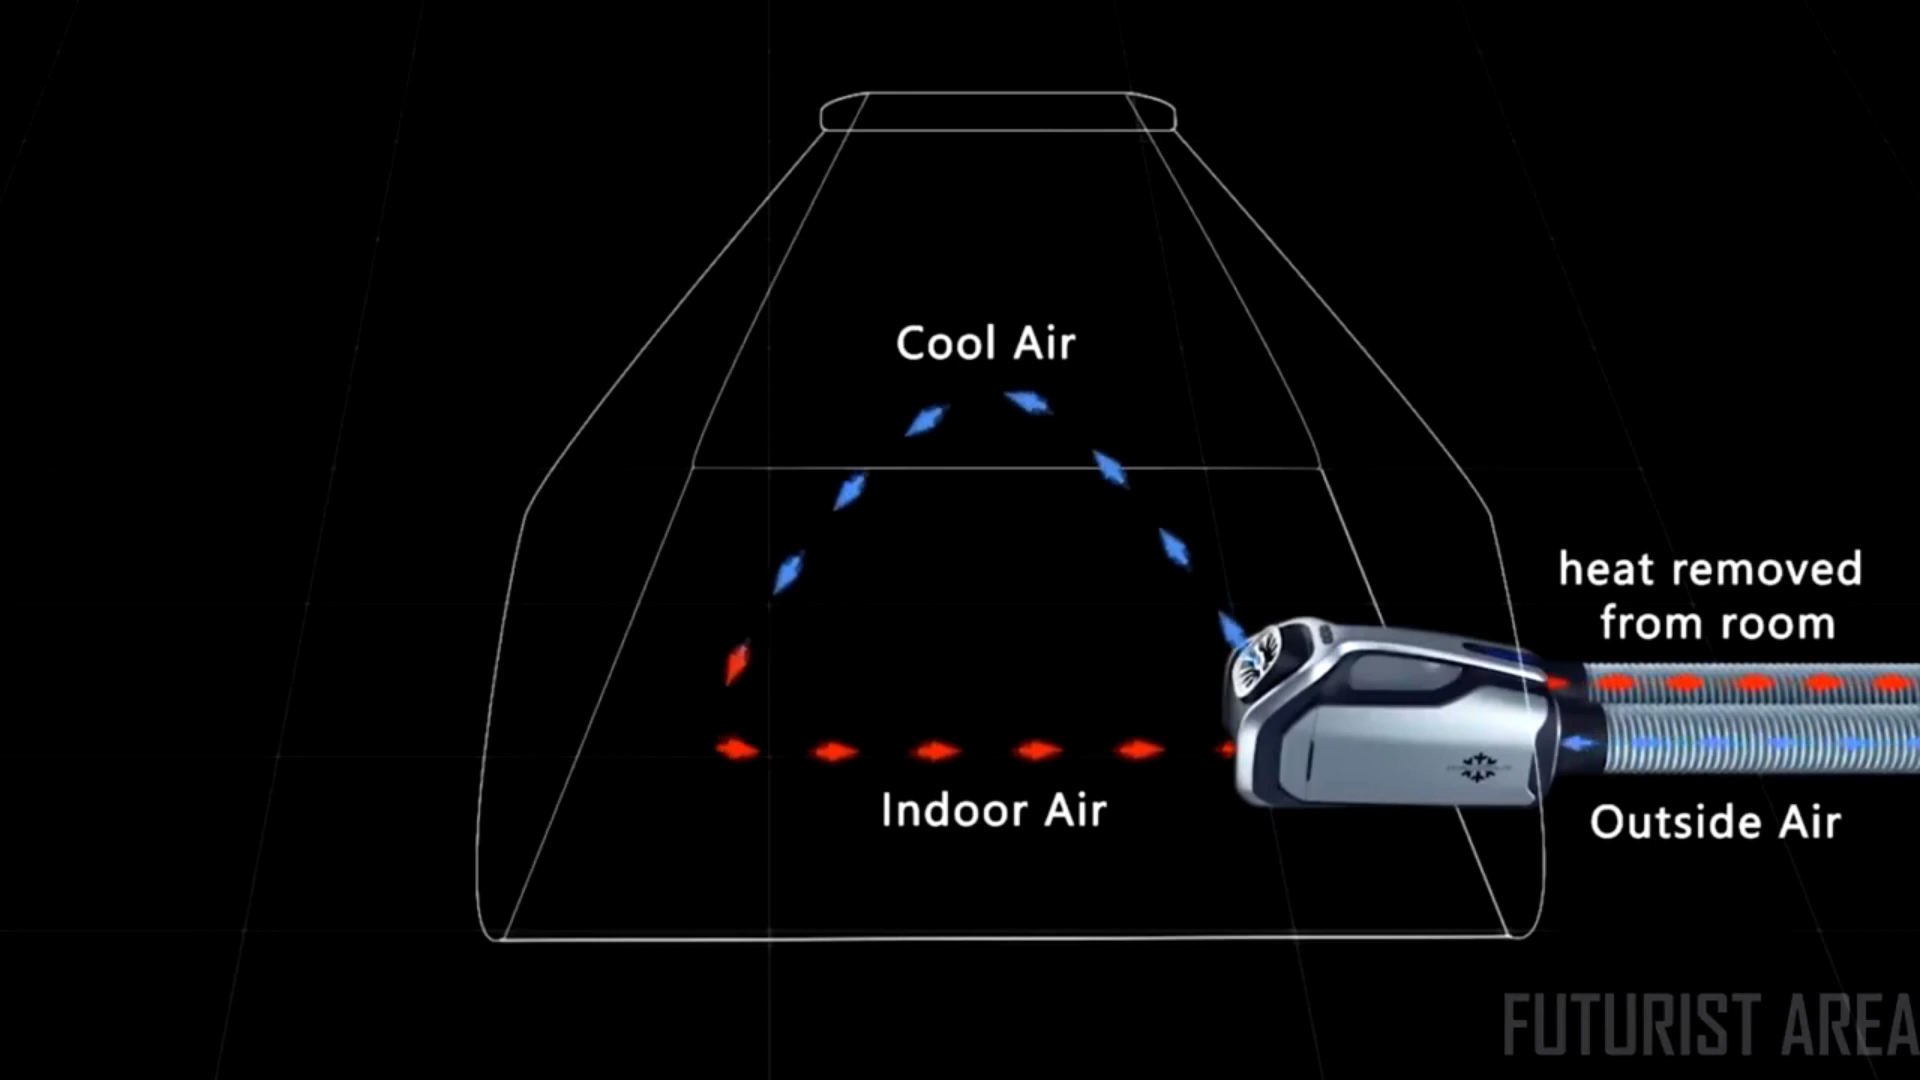 Cool Air
heat removed
from room
Indoor Air
Outside Air
FUTURIST AREA